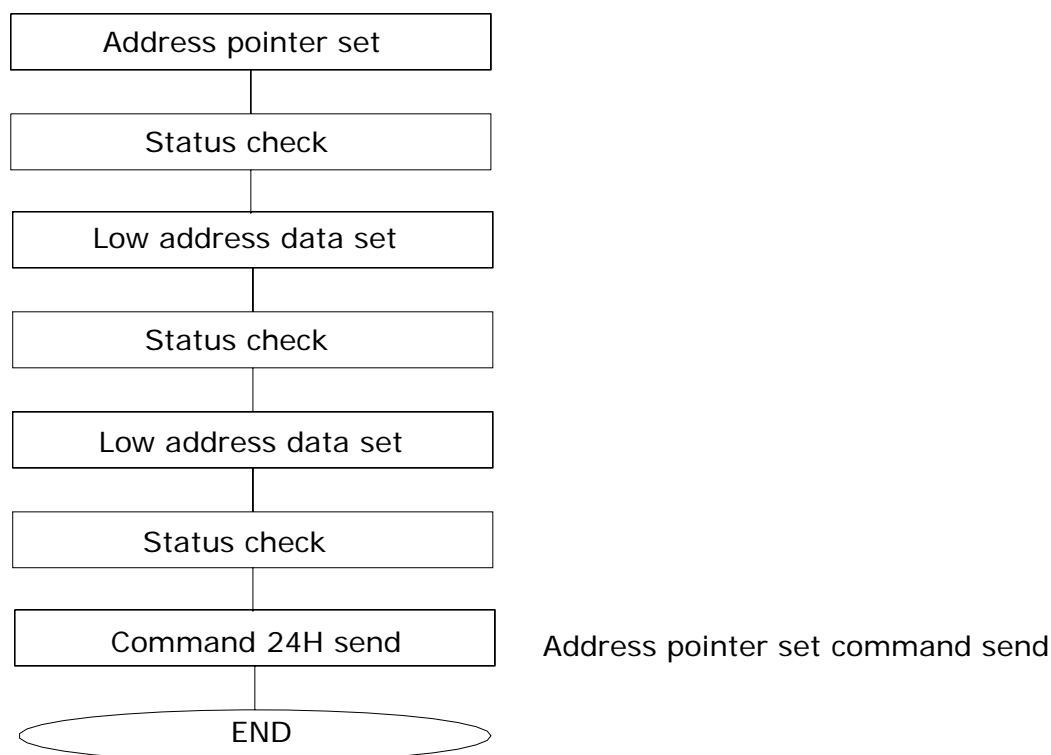 Address pointer set
Status check
Low address data set
Status check
Low address data set
Status check
Command 24H send
Address pointer set command send
END